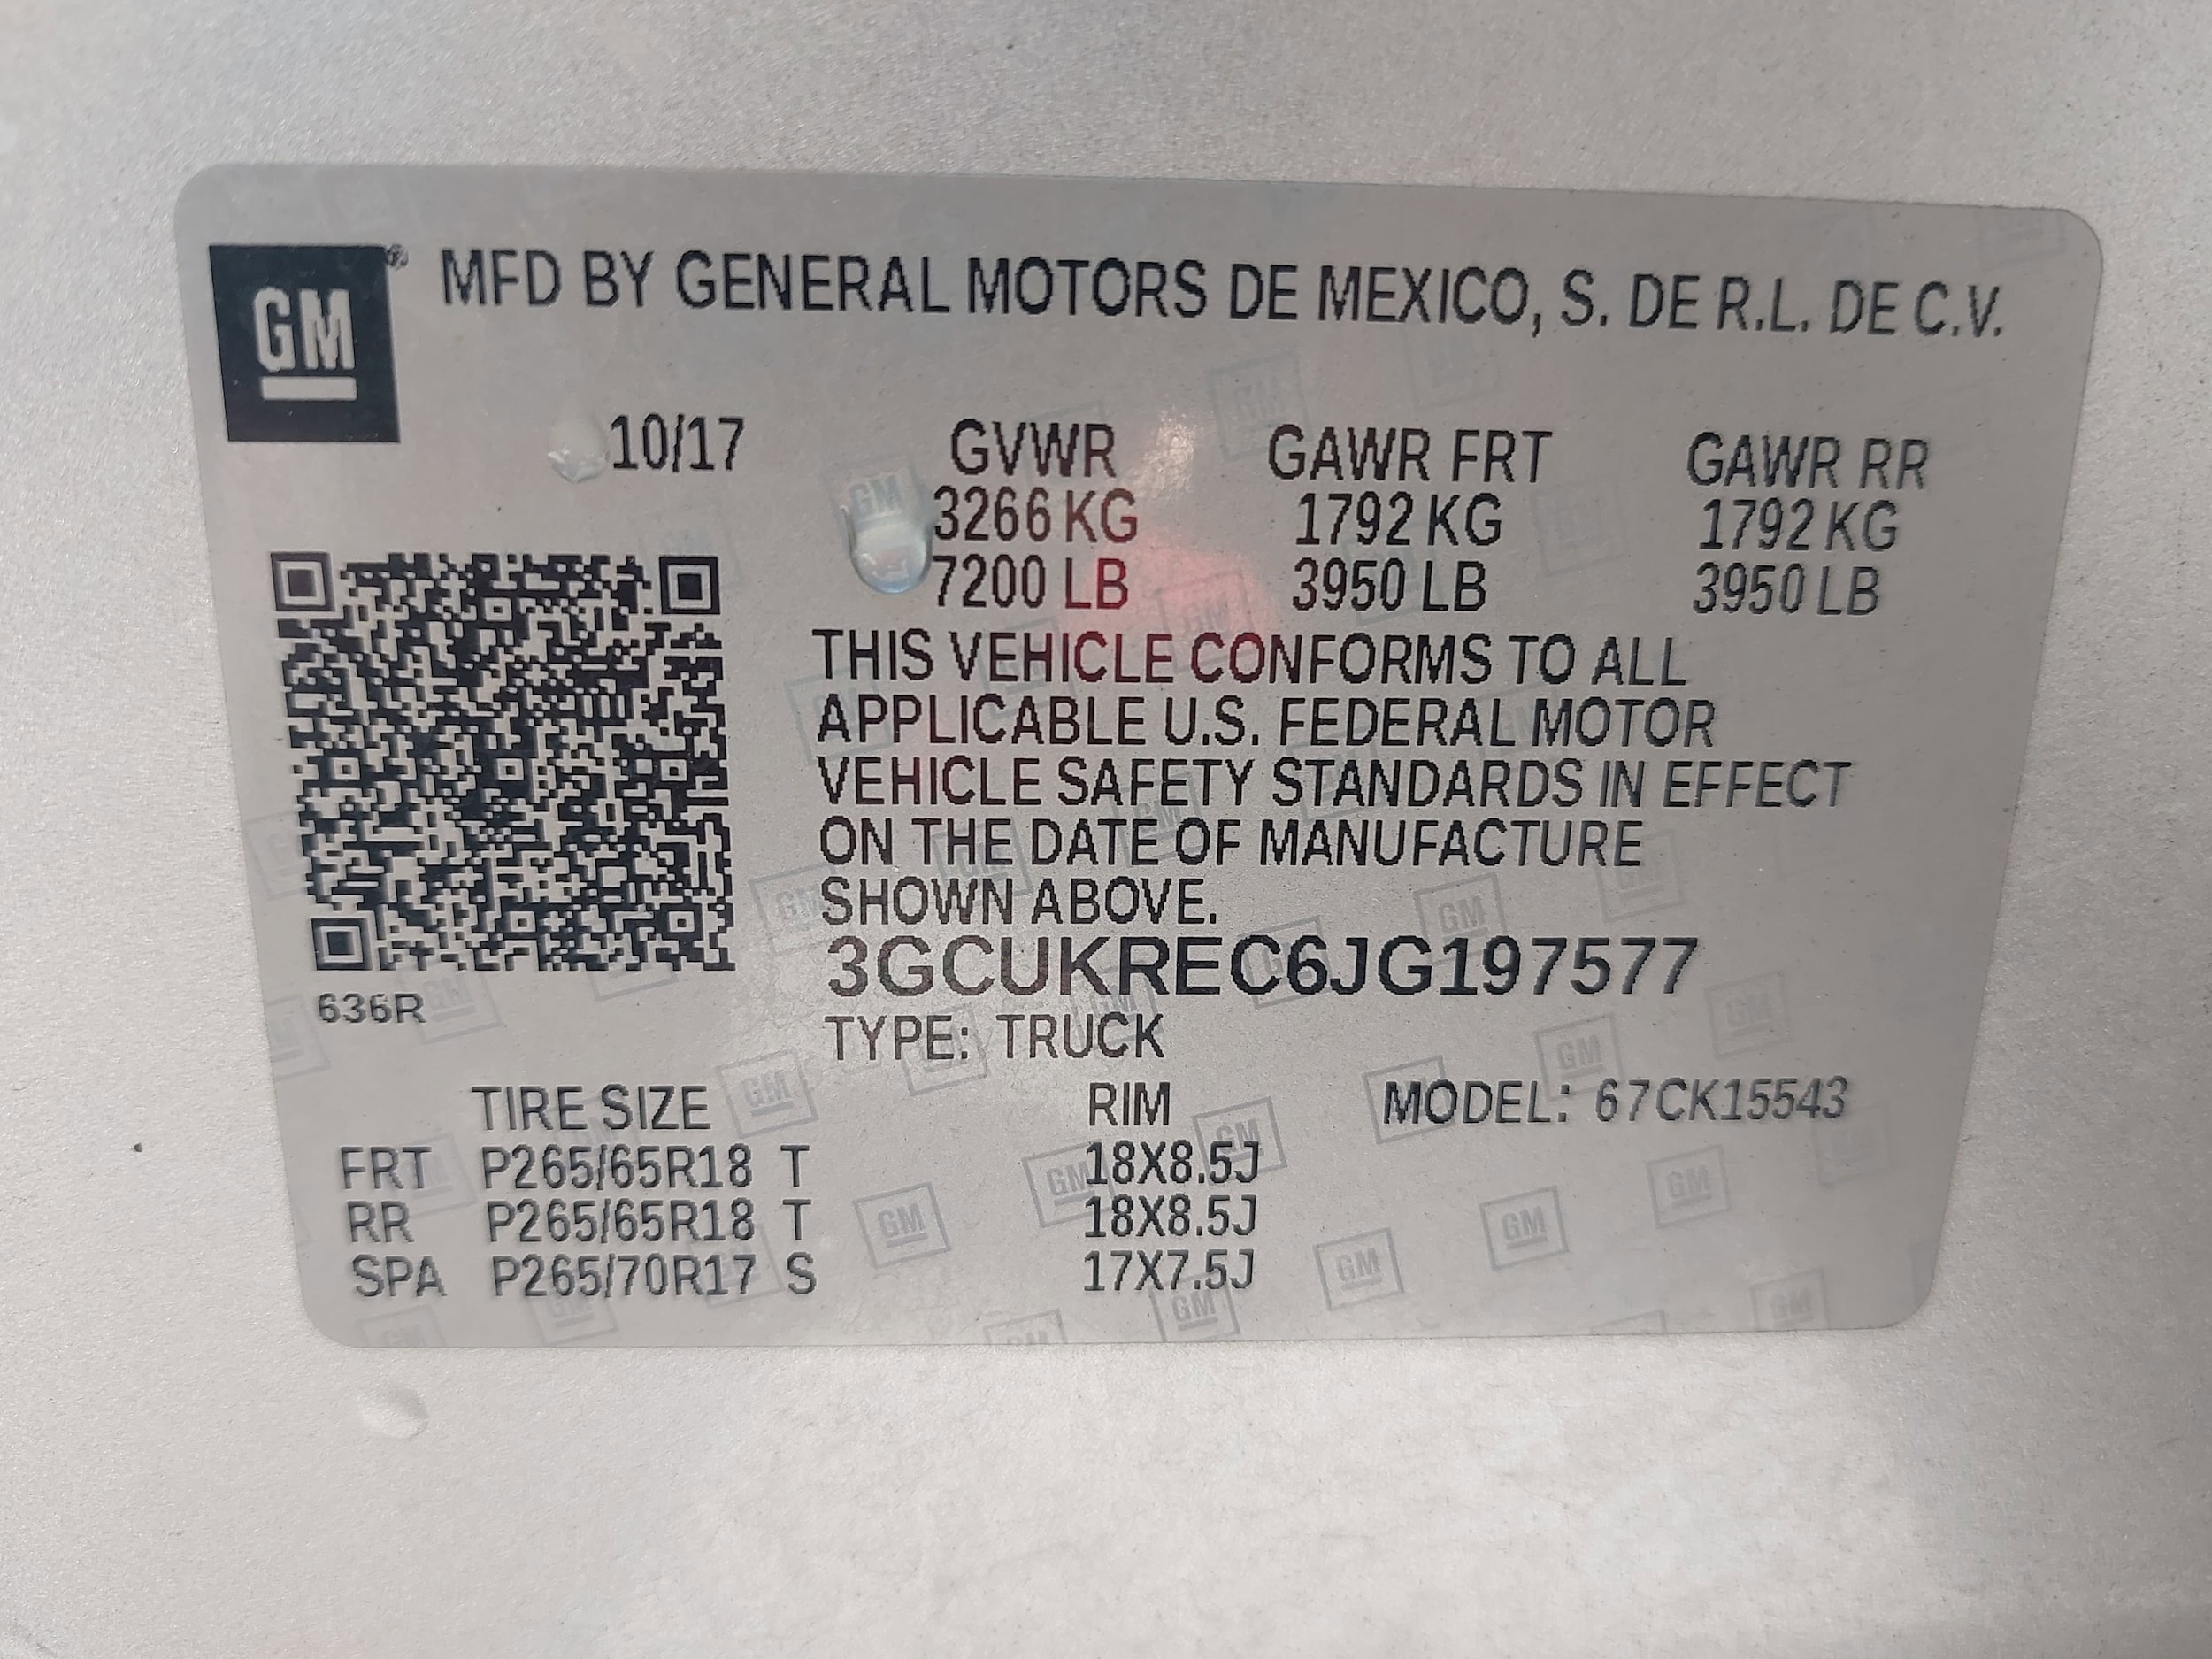 GM ® MFD BY GENERAL MOTORS DE MEXICO, S. DE R.L. DE C.V.
10/17 GVWR GAWR FRT GAWR RR
3266 KG 1792 KG 1792 KG
7200 LB 3950 LB 3950 LB
THIS VEHICLE CONFORMS TO ALL
APPLICABLE U.S. FEDERAL MOTOR
VEHICLE SAFETY STANDARDS IN EFFECT
ON THE DATE OF MANUFACTURE
SHOWN ABOVE.
3GCUKREC6JG197577
636R
TYPE: TRUCK
TIRE SIZE RIM MODEL: 67CK15543
FRT P265/65R18 T 18X8.5J
RR P265/65R18 T 18X8.5J
SPA P265/70R17 S 17X7.5J